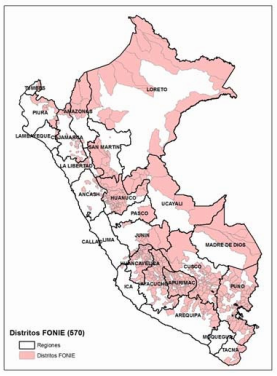 TUMBES
PIURA
AMAZONAS
LORETO
LAMBAYEQUE
CAJAMARCA
SAN MARTIN
LA LIBERTAD
ANCASH
HUANUCO
UCAYALI
PASCO
JUNIN
CALLAO
LIMA
MADRE DE DIOS
HUANCAVELICA
CUSCO
ICA
AYACUCHO
APURIMAC
PUNO
AREQUIPA
MOQUEGUA
TACNA
Distritos FONIE (570)
Regiones
Distritos FONIE